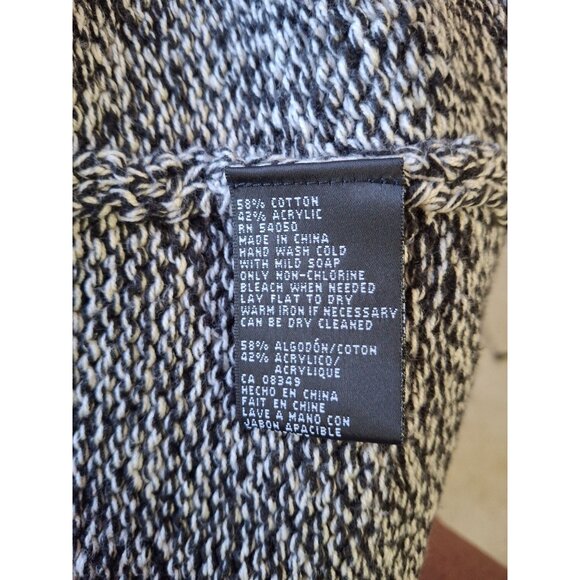 58% COTTON
42% ACRYLIC
RN 54050
MADE IN CHINA
HAND WASH COLD
WITH MILD SOAP
ONLY NON-CHLORINE
BLEACH WHEN NEEDED
LAY FLAT TO DRY
WARM IRON IF NECESSARY
CAN BE DRY CLEANED
58% ALGODÓN/COTON
42% ACRYLICO/
ACRYLIQUE
CA 08349
HECHO EN CHINA
FAIT EN CHINE
LAVE A MANO CON
JABON APACIBLE